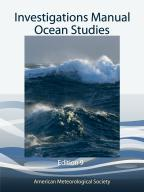 Investigations Manual
Ocean Studies
Edition 9
American Meteorological Society